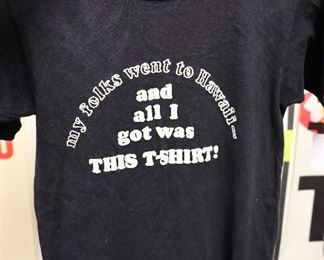 my folks went to Hawaii...
and
all I
got was
THIS T-SHIRT!